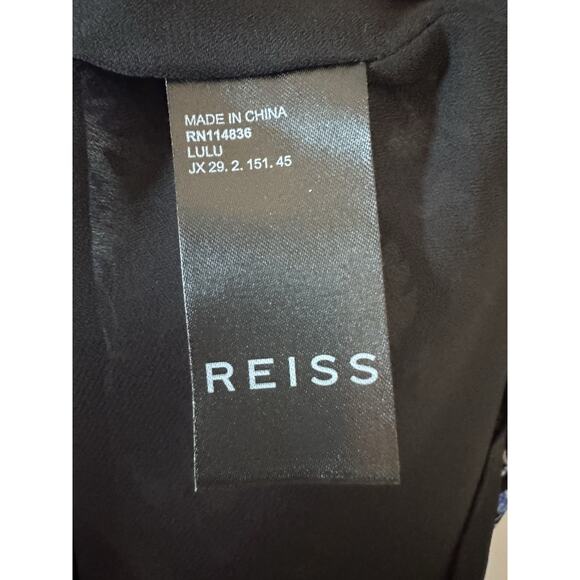 MADE IN CHINA
RN114836
LULU
JX 29. 2. 151. 45
REISS